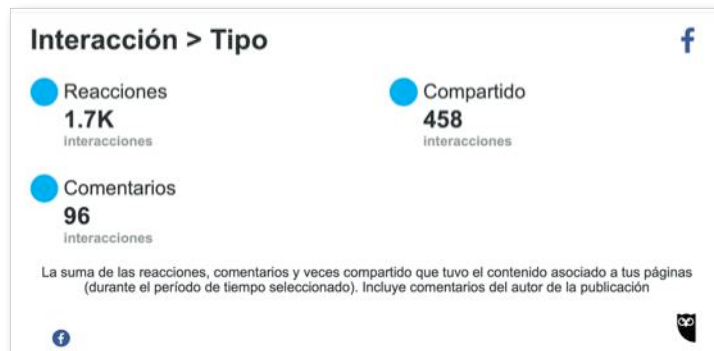 Interacción > Tipo
Reacciones
1.7K
interacciones
Compartido
458
interacciones
Comentarios
96
interacciones
La suma de las reacciones, comentarios y veces compartido que tuvo el contenido asociado a tus páginas
(durante el período de tiempo seleccionado). Incluye comentarios del autor de la publicación